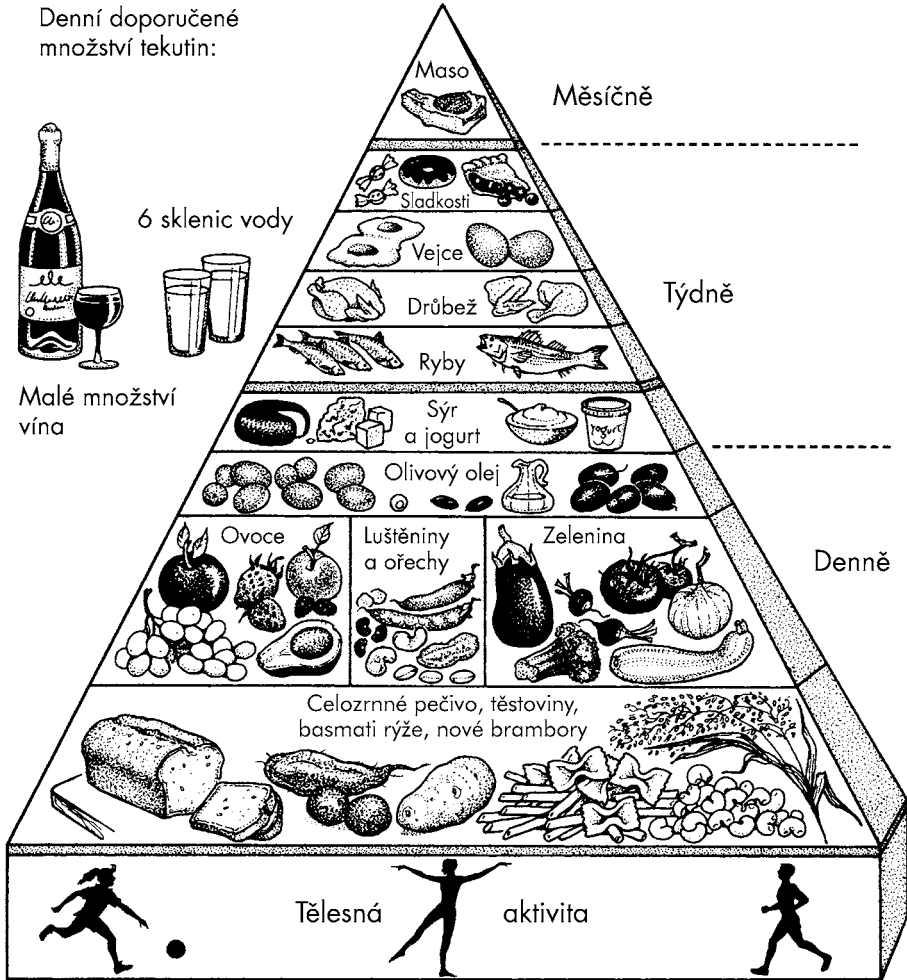 Denní doporučené
množství tekutin:
Maso
Měsíčně
Sladkosti
6 sklenic vody
Vejce
Týdně
Drůbež
Ryby
Malé množství
vína
Sýr
a jogurt
yogurt
Olivový olej
Ovoce
Luštěniny
a ořechy
Zelenina
Denně
Celozrnné pečivo, těstoviny,
basmati rýže, nové brambory
Tělesná aktivita